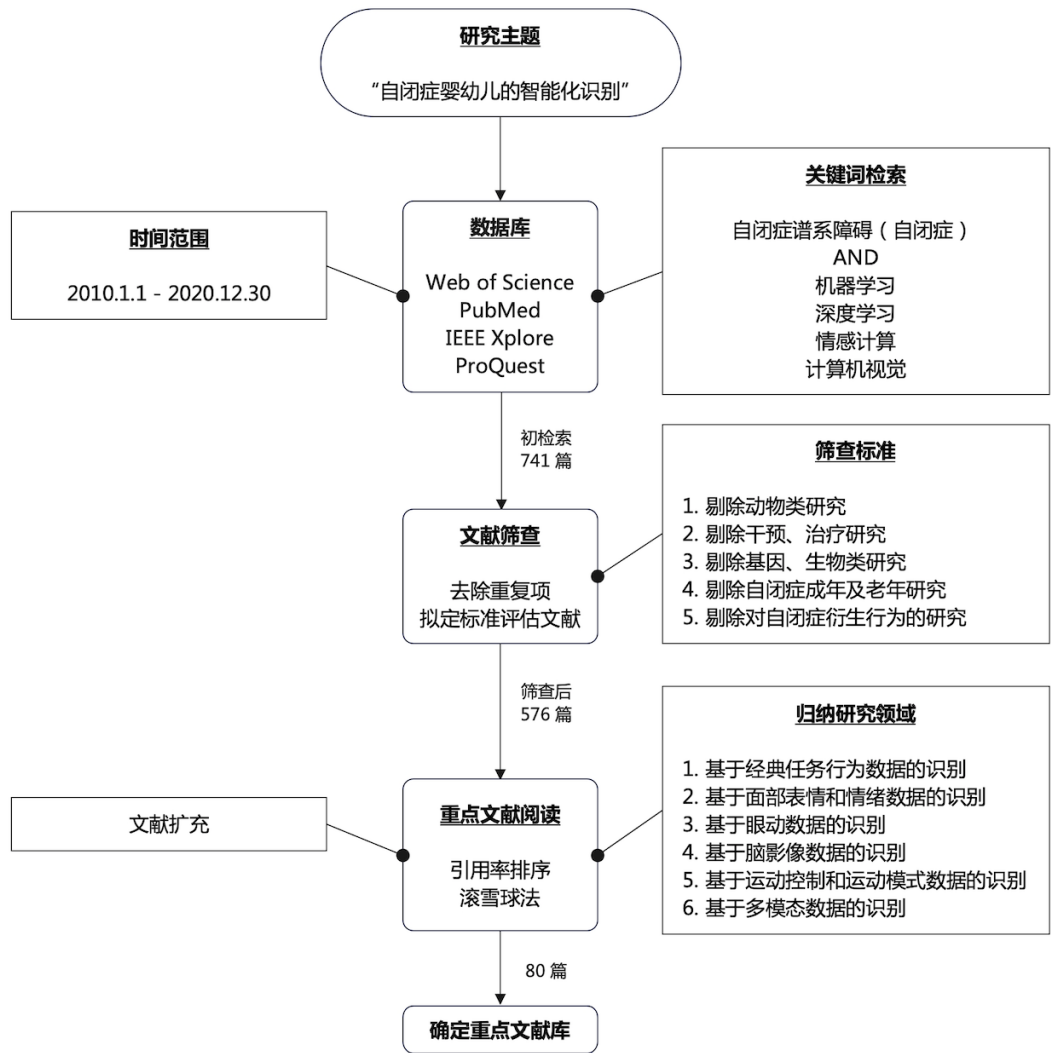 研究主题
“自闭症婴幼儿的智能化识别”
时间范围
2010.1.1 - 2020.12.30
数据库
Web of Science
PubMed
IEEE Xplore
ProQuest
关键词检索
自闭症谱系障碍（自闭症）
AND
机器学习
深度学习
情感计算
计算机视觉
初检索
741 篇
文献筛查
去除重复项
拟定标准评估文献
筛查标准
1. 剔除动物类研究
2. 剔除干预、治疗研究
3. 剔除基因、生物类研究
4. 剔除自闭症成年及老年研究
5. 剔除对自闭症衍生行为的研究
筛查后
576 篇
文献扩充
重点文献阅读
引用率排序
滚雪球法
归纳研究领域
1. 基于经典任务行为数据的识别
2. 基于面部表情和情绪数据的识别
3. 基于眼动数据的识别
4. 基于脑影像数据的识别
5. 基于运动控制和运动模式数据的识别
6. 基于多模态数据的识别
80 篇
确定重点文献库